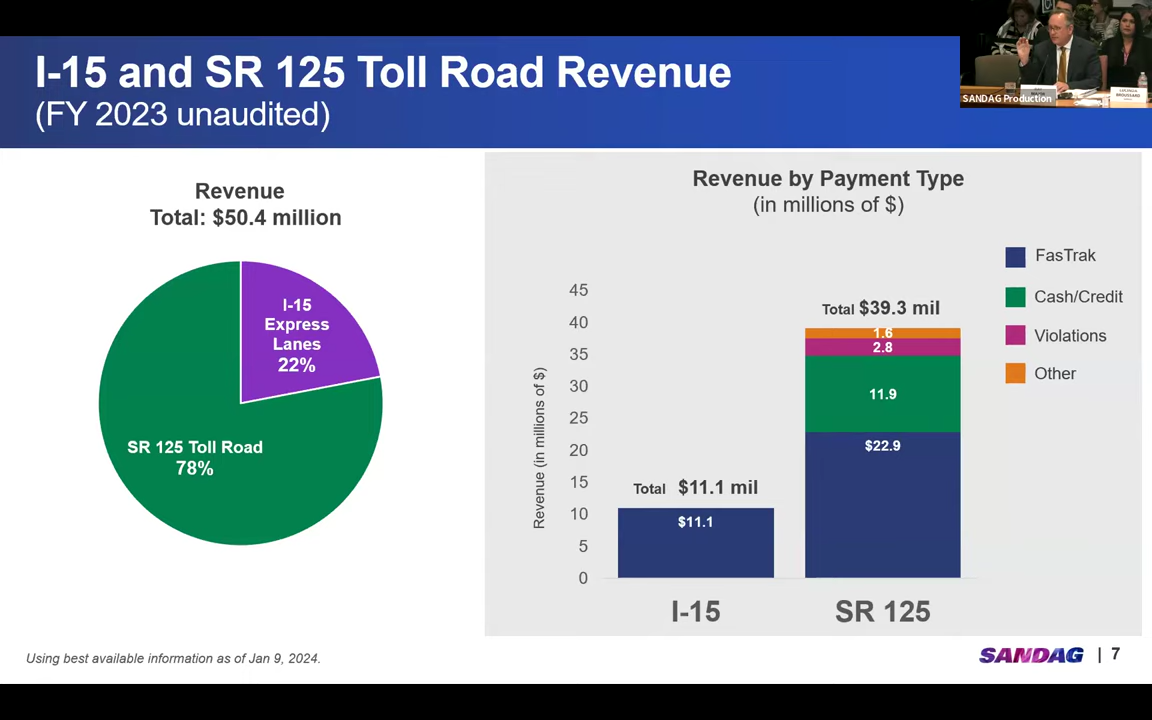 I-15 and SR 125 Toll Road Revenue
(FY 2023 unaudited)
SANDAG Production
BROUSSARD
Revenue
Total: $50.4 million
I-15
Express
Lanes
22%
SR 125 Toll Road
78%
Revenue by Payment Type
(in millions of $)
FasTrak
Cash/Credit
Violations
Other
Revenue (in millions of $)
45
40
35
30
25
20
15
10
5
0
Total $11.1 mil
$11.1
Total $39.3 mil
1.6
2.8
11.9
$22.9
I-15
SR 125
Using best available information as of Jan 9, 2024.
SANDAG | 7